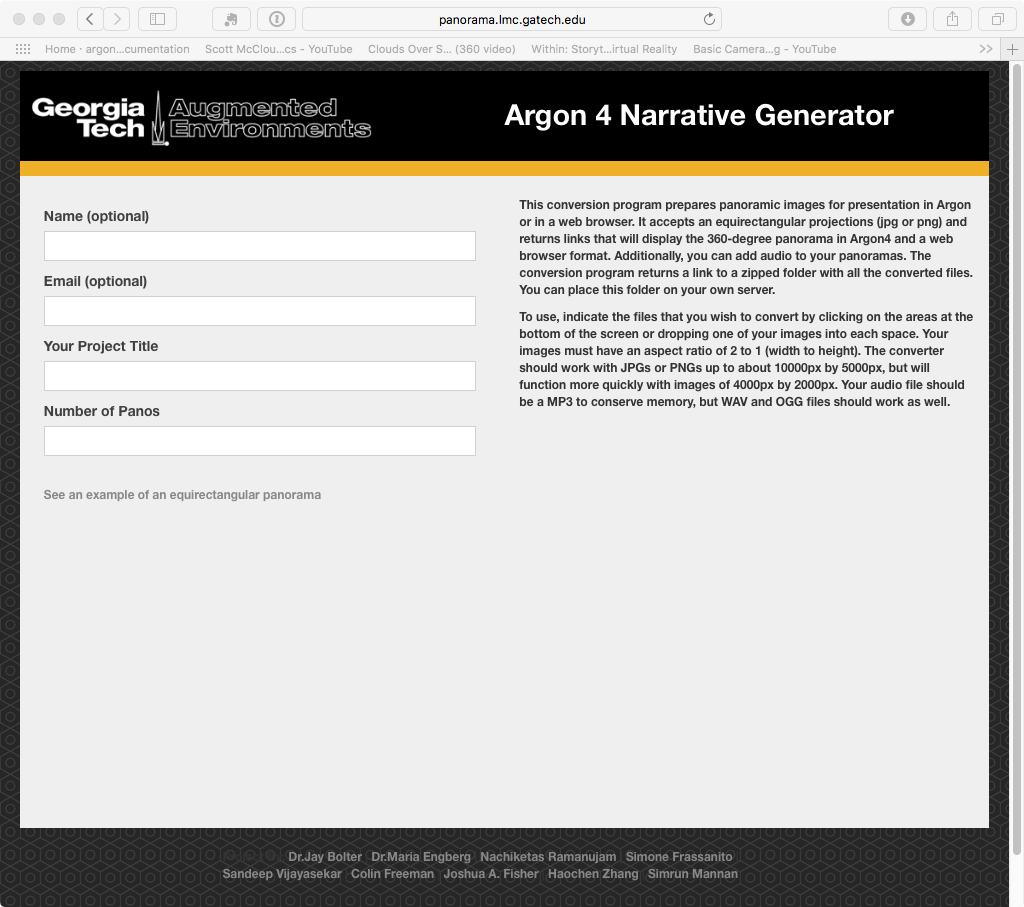 panorama.lmc.gatech.edu
Home · argon...cumentation Scott McClou...cs - YouTube Clouds Over S... (360 video) Within: Storyt...irtual Reality Basic Camera...g - YouTube >> +
Georgia Tech Augmented Environments
Argon 4 Narrative Generator
Name (optional)
Email (optional)
Your Project Title
Number of Panos
See an example of an equirectangular panorama
This conversion program prepares panoramic images for presentation in Argon
or in a web browser. It accepts an equirectangular projections (jpg or png) and
returns links that will display the 360-degree panorama in Argon4 and a web
browser format. Additionally, you can add audio to your panoramas. The
conversion program returns a link to a zipped folder with all the converted files.
You can place this folder on your own server.
To use, indicate the files that you wish to convert by clicking on the areas at the
bottom of the screen or dropping one of your images into each space. Your
images must have an aspect ratio of 2 to 1 (width to height). The converter
should work with JPGs or PNGs up to about 10000px by 5000px, but will
function more quickly with images of 4000px by 2000px. Your audio file should
be a MP3 to conserve memory, but WAV and OGG files should work as well.
Dr.Jay Bolter Dr.Maria Engberg Nachiketas Ramanujam Simone Frassanito
Sandeep Vijayasekar Colin Freeman Joshua A. Fisher Haochen Zhang Simrun Mannan